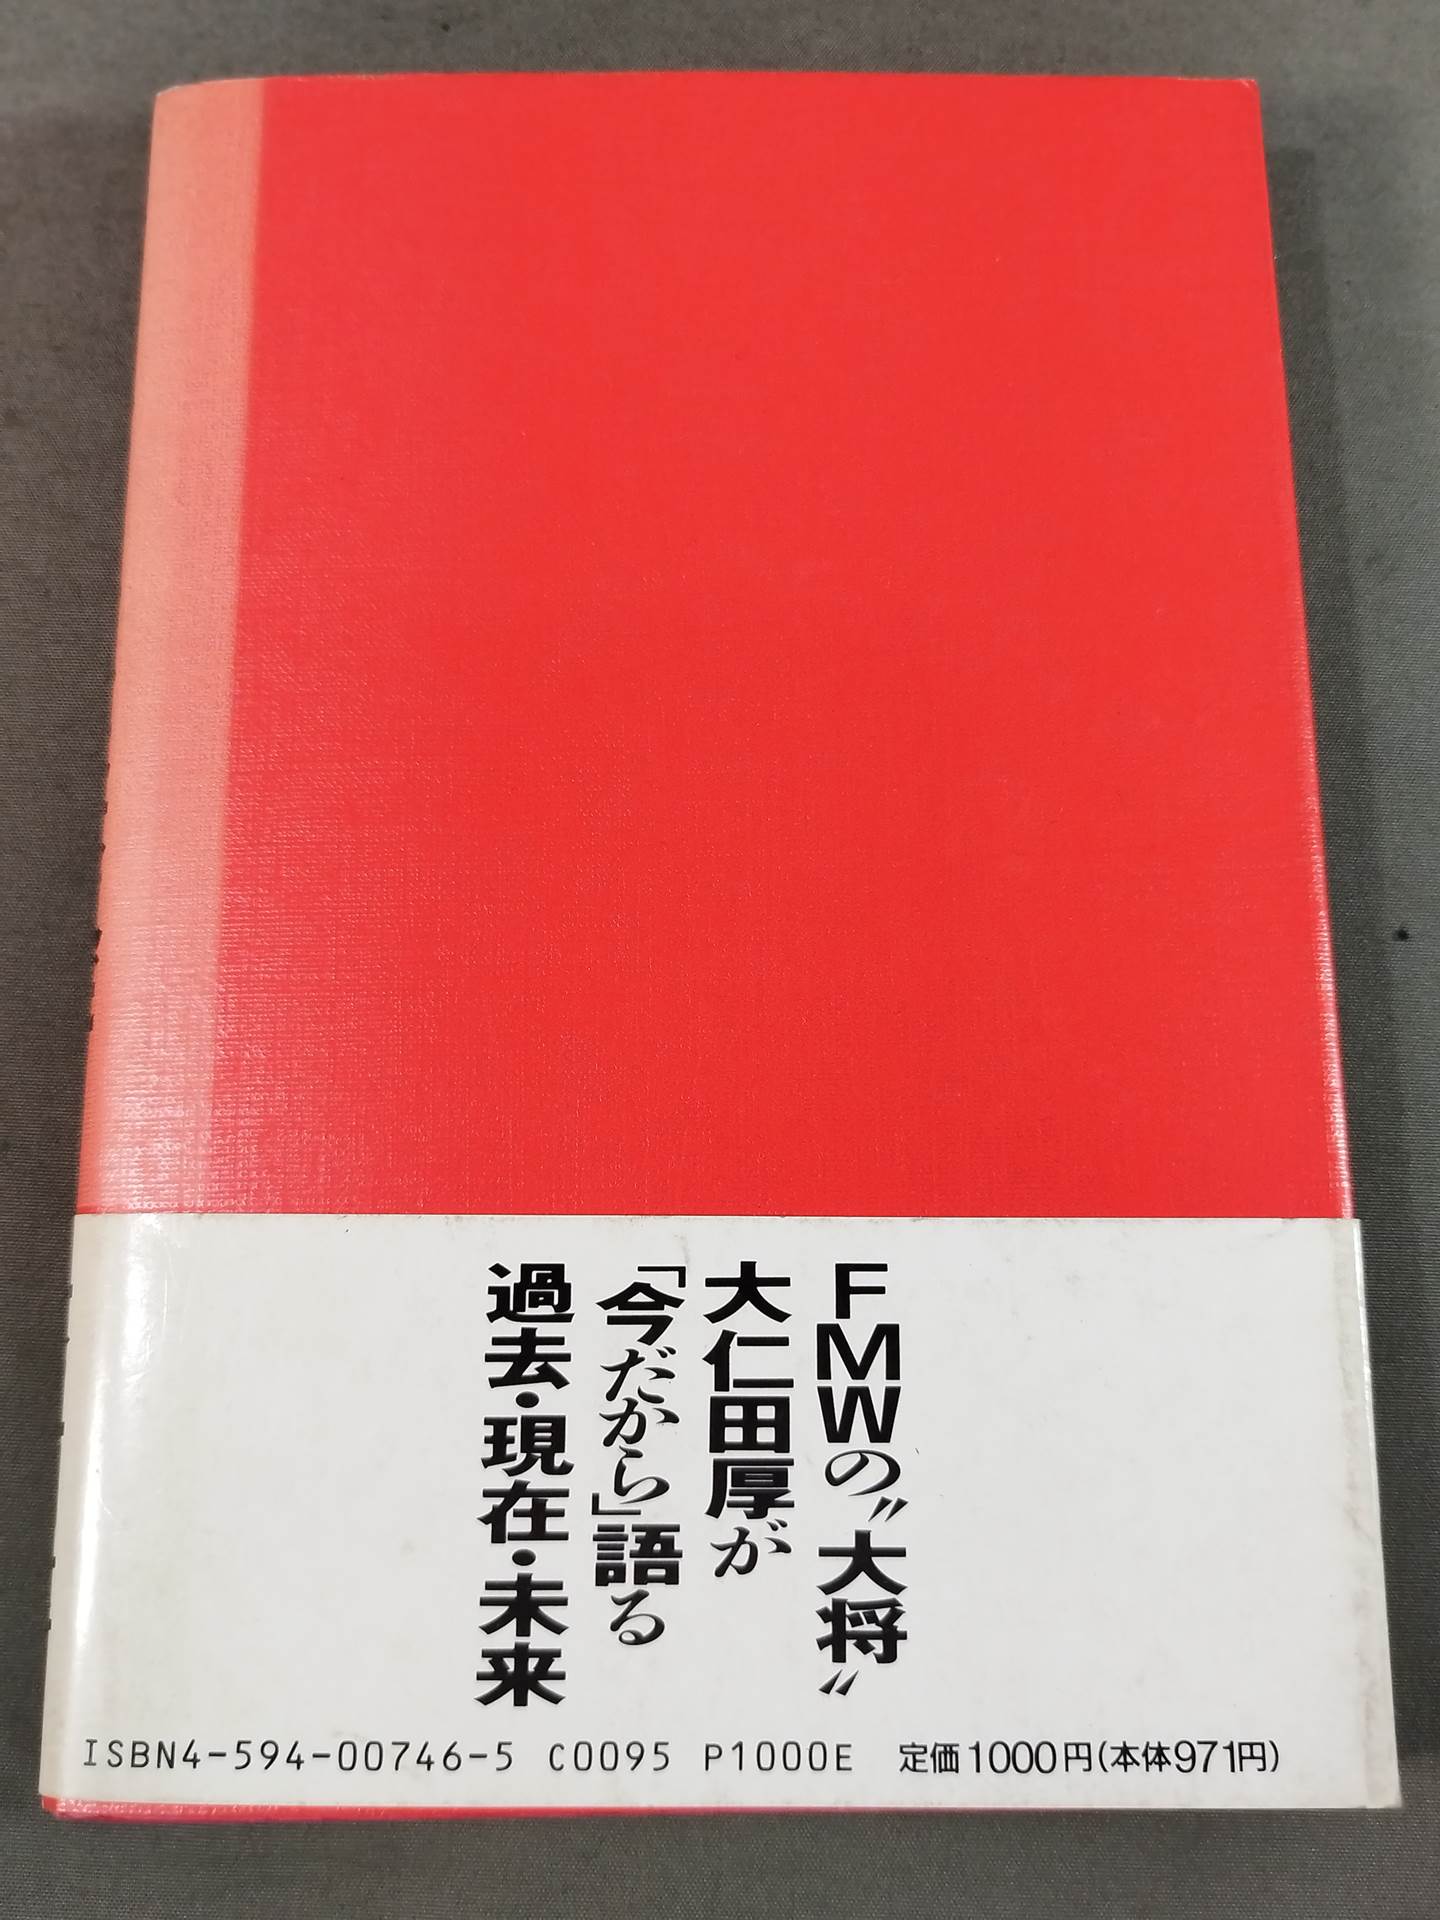 FMWの〝大将〟
大仁田厚が
「今だから」語る
過去・現在・未来
ISBN4-594-00746-5 C0095 P1000E 定価1000円(本体971円)